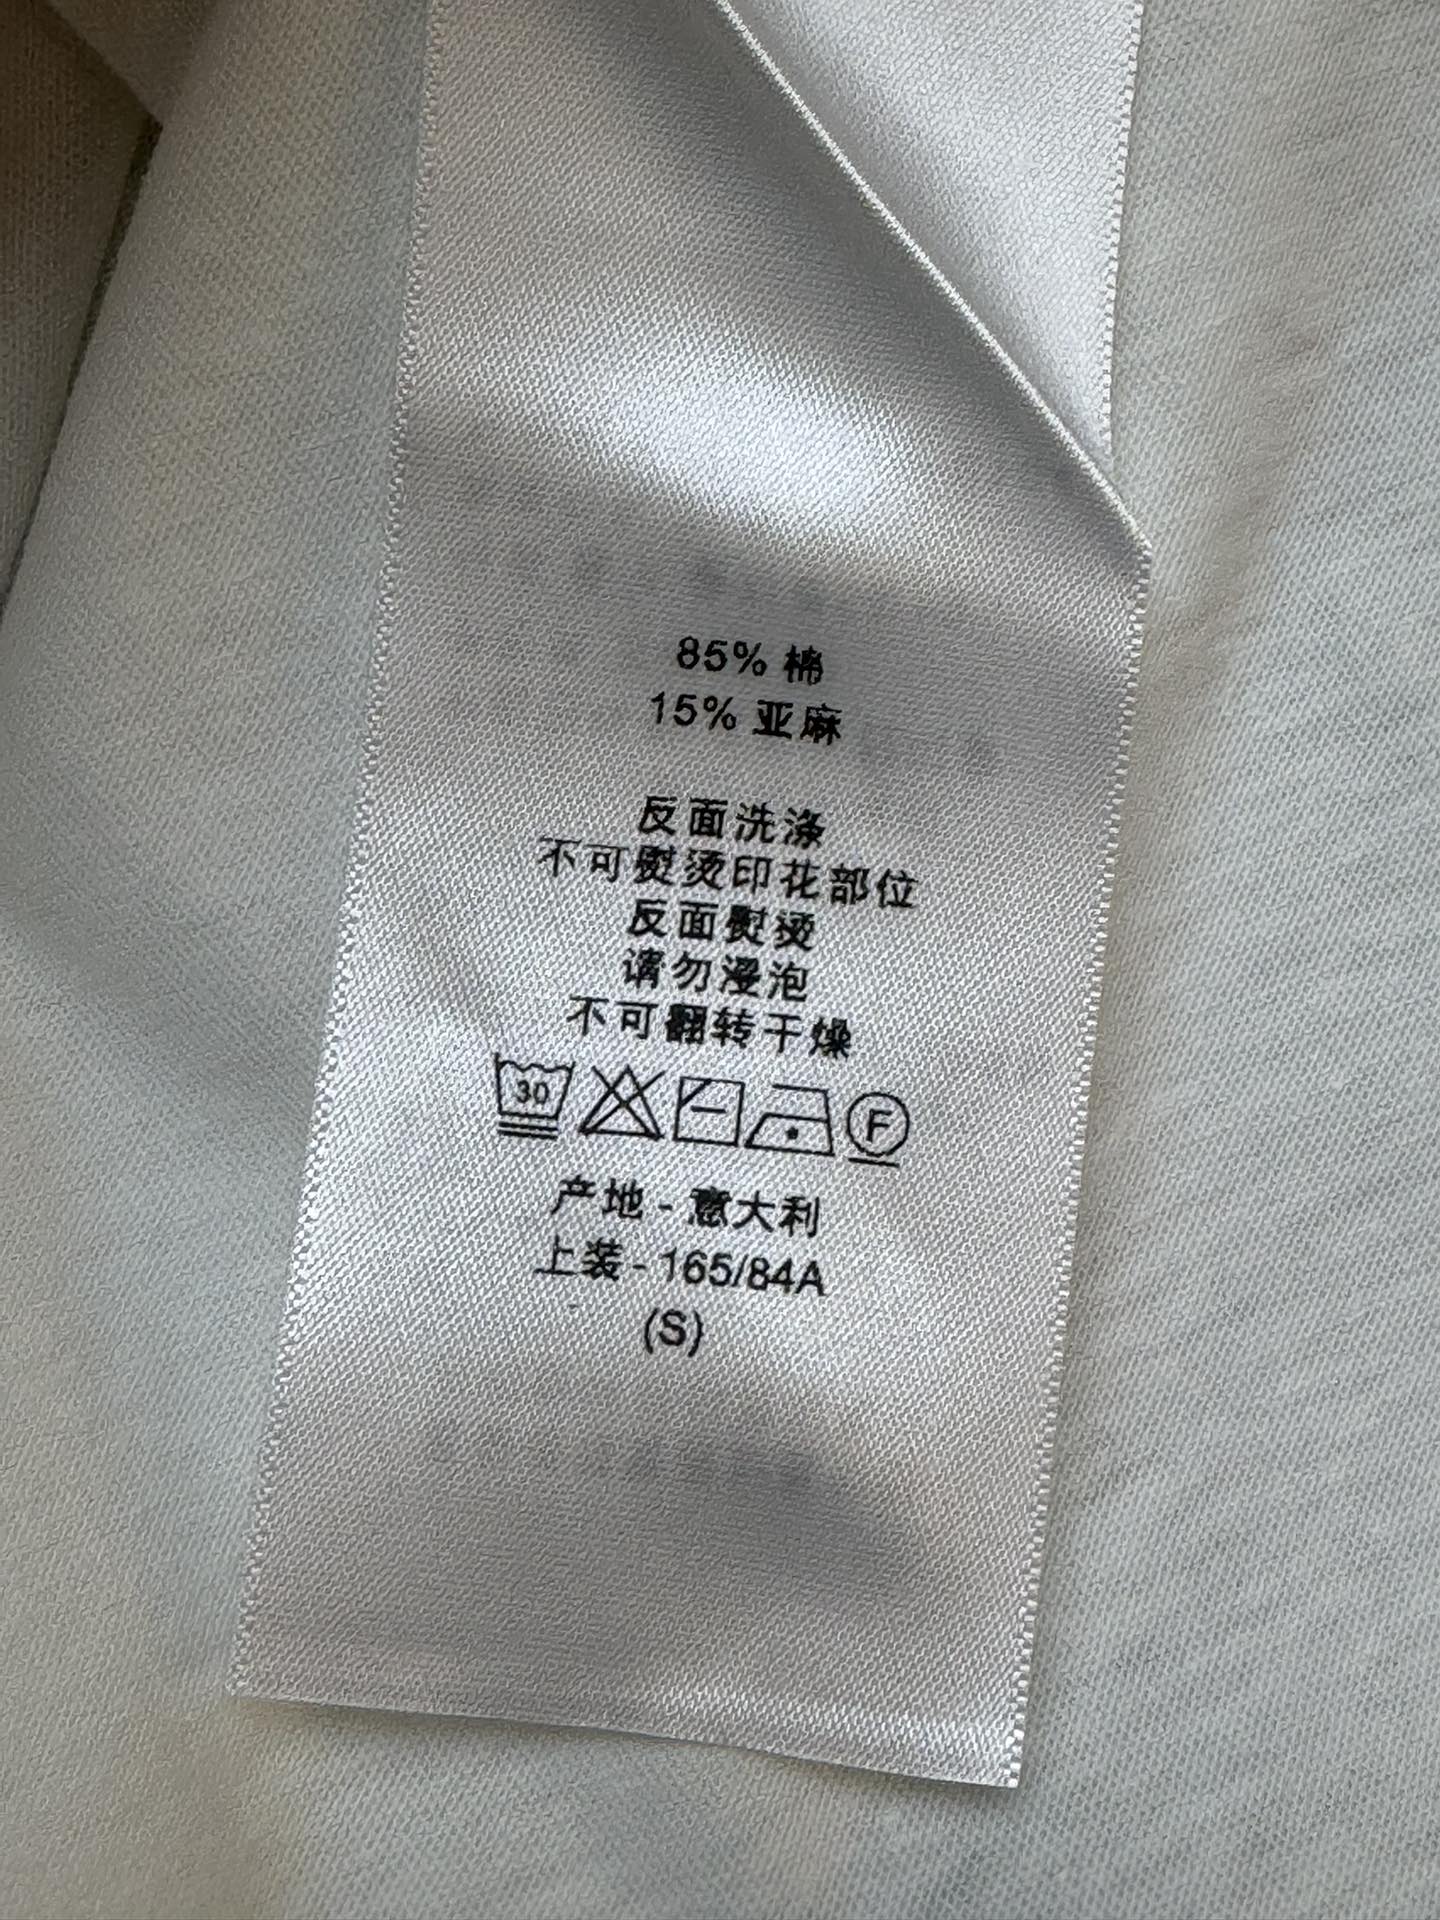 85% 棉
15% 亚麻
反面洗涤
不可熨烫印花部位
反面熨烫
请勿浸泡
不可翻转干燥
30
F
产地 - 意大利
上装 - 165/84A
(S)